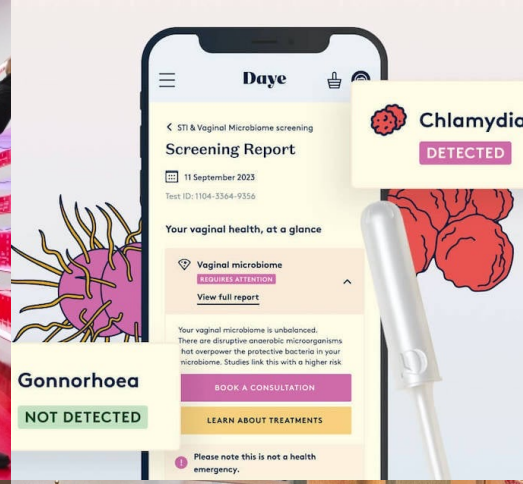 Daye
Chlamydia
DETECTED
STI & Vaginal Microbiome screening
Screening Report
11 September 2023
Test ID: 1104-3364-9356
Your vaginal health, at a glance
Vaginal microbiome
REQUIRES ATTENTION
View full report
Your vaginal microbiome is unbalanced.
There are disruptive anaerobic microorganisms
that overpower the protective bacteria in your
microbiome. Studies link this with a higher risk
Gonnorhoea
NOT DETECTED
BOOK A CONSULTATION
LEARN ABOUT TREATMENTS
Please note this is not a health
emergency.